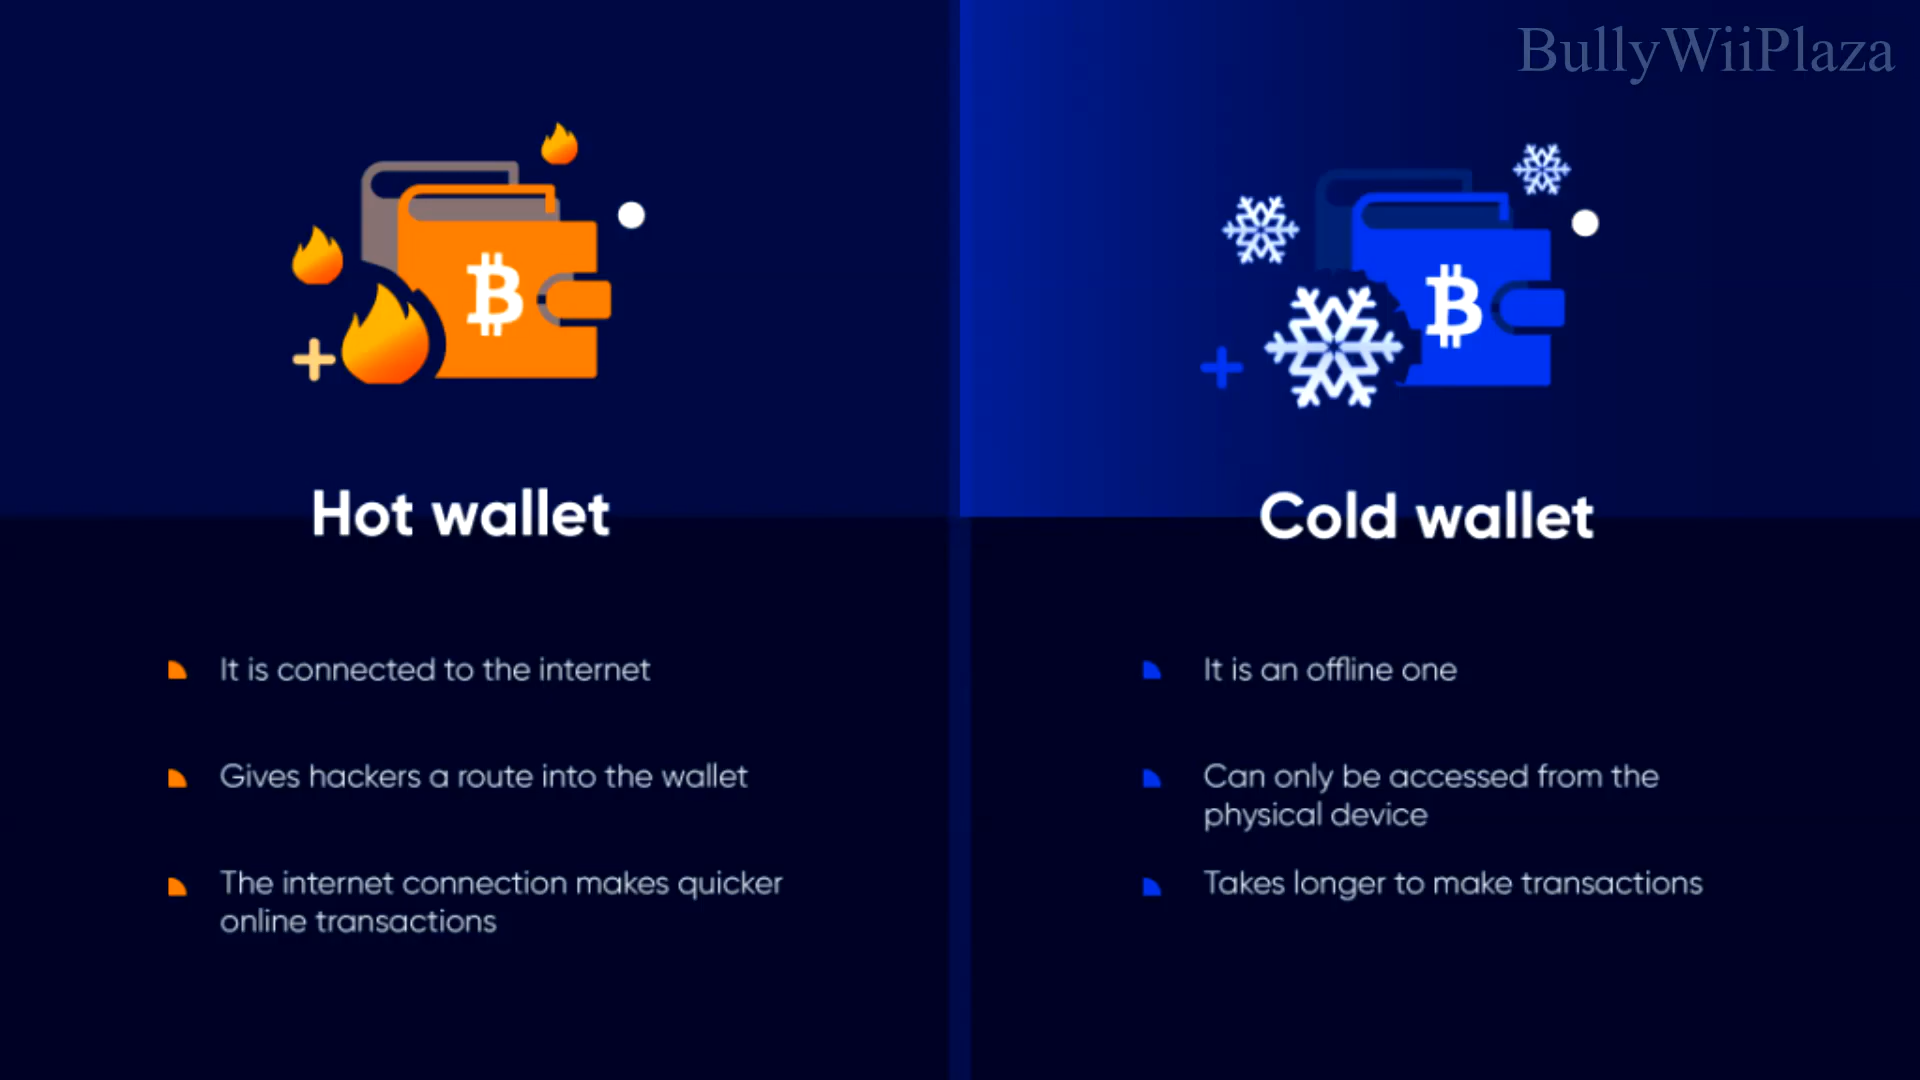 BullyWiiPlaza
Hot wallet
It is connected to the internet
Gives hackers a route into the wallet
The internet connection makes quicker
online transactions
Cold wallet
It is an offline one
Can only be accessed from the
physical device
Takes longer to make transactions